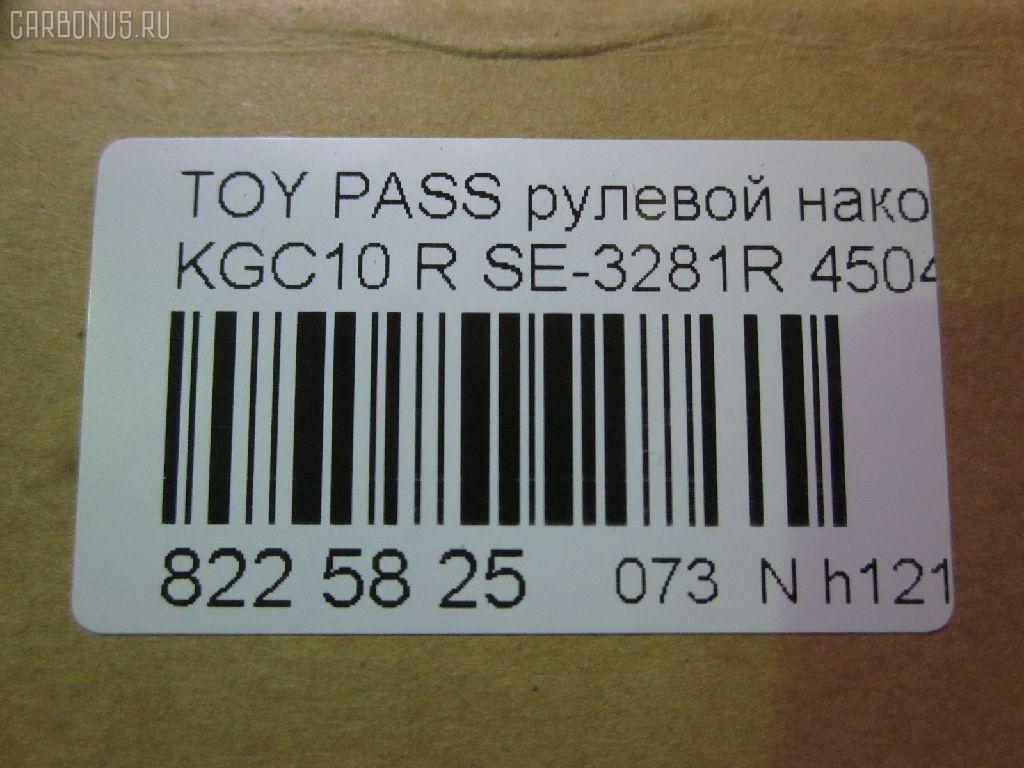 CARBONUS.RU
TOY PASS рулевой нако
KGC10 R SE-3281R 4504
822 58 25 073 N h121